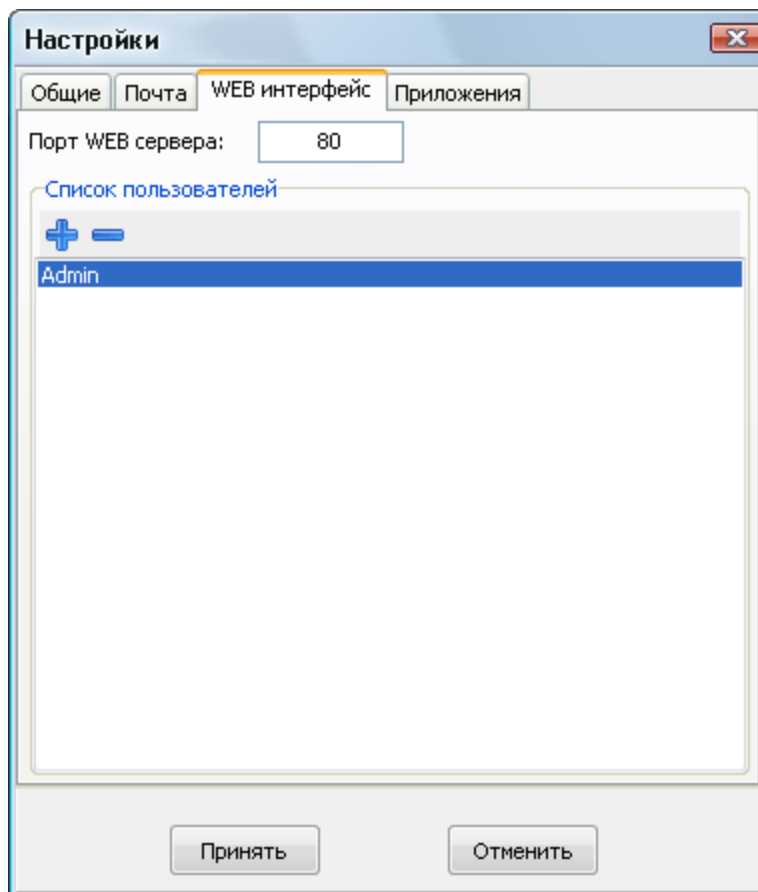 Настройки
Общие Почта WEB интерфейс Приложения
Порт WEB сервера: 80
Список пользователей
Admin
Принять Отменить